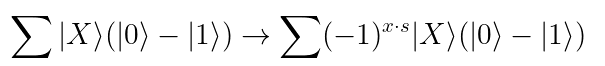 ∑ |X⟩(|0⟩ − |1⟩) → ∑(−1)^{x·s}|X⟩(|0⟩ − |1⟩)